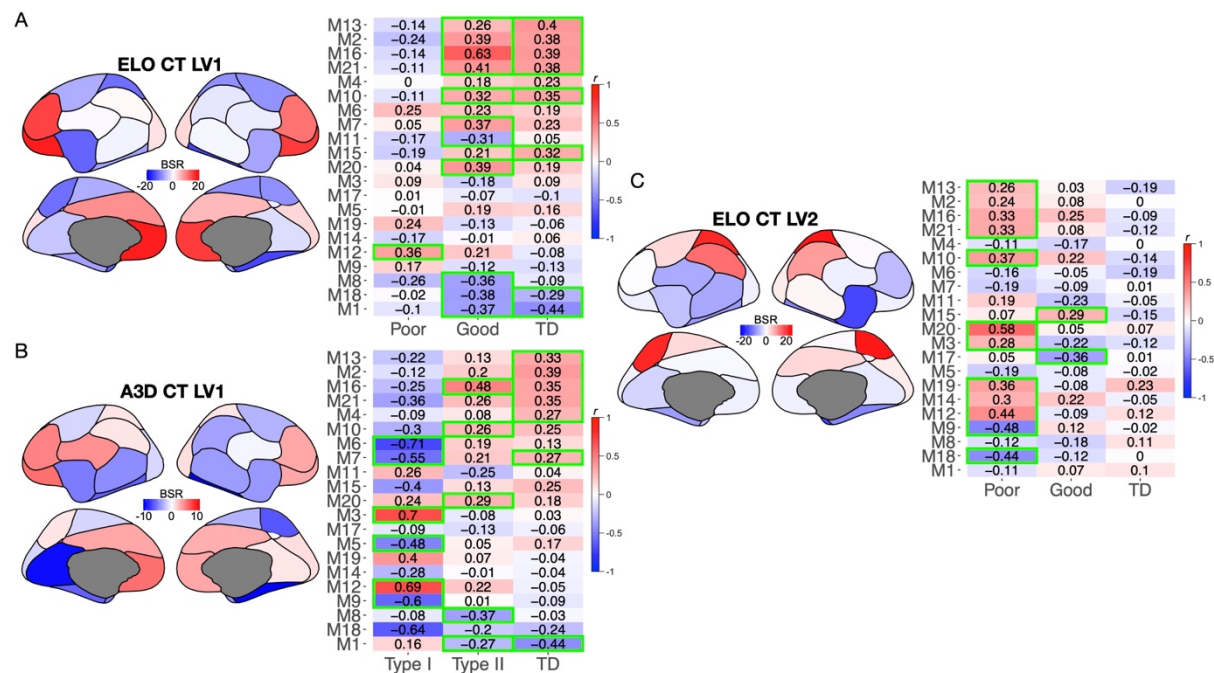 A
ELO CT LV1
BSR
-20 0 20
M13 −0.14 0.26 0.4
M2 −0.24 0.39 0.38
M16 −0.14 0.63 0.39
M21 −0.11 0.41 0.38
M4 0 0.18 0.23
M10 −0.11 0.32 0.35
M6 0.25 0.23 0.19
M7 0.05 0.37 0.23
M11 −0.17 −0.31 0.05
M15 −0.19 0.21 0.32
M20 0.04 0.39 0.19
M3 0.09 −0.18 0.09
M17 0.01 −0.07 −0.1
M5 −0.01 0.19 0.16
M19 0.24 −0.13 −0.06
M14 −0.17 −0.01 0.06
M12 0.36 0.21 −0.08
M9 0.17 −0.12 −0.13
M8 −0.26 −0.36 −0.09
M18 −0.02 −0.38 −0.29
M1 −0.1 −0.37 −0.44
Poor Good TD
r
1
0.5
0
-0.5
-1
B
A3D CT LV1
BSR
-10 0 10
M13 −0.22 0.13 0.33
M2 −0.12 0.2 0.39
M16 −0.25 0.48 0.35
M21 −0.36 0.26 0.35
M4 −0.09 0.08 0.27
M10 −0.3 0.26 0.25
M6 −0.71 0.19 0.13
M7 −0.55 0.21 0.27
M11 0.26 −0.25 0.04
M15 −0.4 0.13 0.25
M20 0.24 0.29 0.18
M3 0.7 −0.08 0.03
M17 −0.09 −0.13 −0.06
M5 −0.48 0.05 0.17
M19 0.4 0.07 −0.04
M14 −0.28 −0.01 −0.04
M12 0.69 0.22 −0.05
M9 −0.6 0.01 −0.09
M8 −0.08 −0.37 −0.03
M18 −0.64 −0.2 −0.24
M1 0.16 −0.27 −0.44
Type I Type II TD
r
1
0.5
0
-0.5
-1
C
ELO CT LV2
BSR
-20 0 20
M13 0.26 0.03 −0.19
M2 0.24 0.08 0
M16 0.33 0.25 −0.09
M21 0.33 0.08 −0.12
M4 −0.11 −0.17 0
M10 0.37 0.22 −0.14
M6 −0.16 −0.05 −0.19
M7 −0.19 −0.09 0.01
M11 0.19 −0.23 −0.05
M15 0.07 0.29 −0.15
M20 0.58 0.05 0.07
M3 0.28 −0.22 −0.12
M17 0.05 −0.36 0.01
M5 −0.19 −0.08 −0.02
M19 0.36 −0.08 0.23
M14 0.3 0.22 −0.05
M12 0.44 −0.09 0.12
M9 −0.48 0.12 −0.02
M8 −0.12 −0.18 0.11
M18 −0.44 −0.12 0
M1 −0.11 0.07 0.1
Poor Good TD
r
1
0.5
0
-0.5
-1